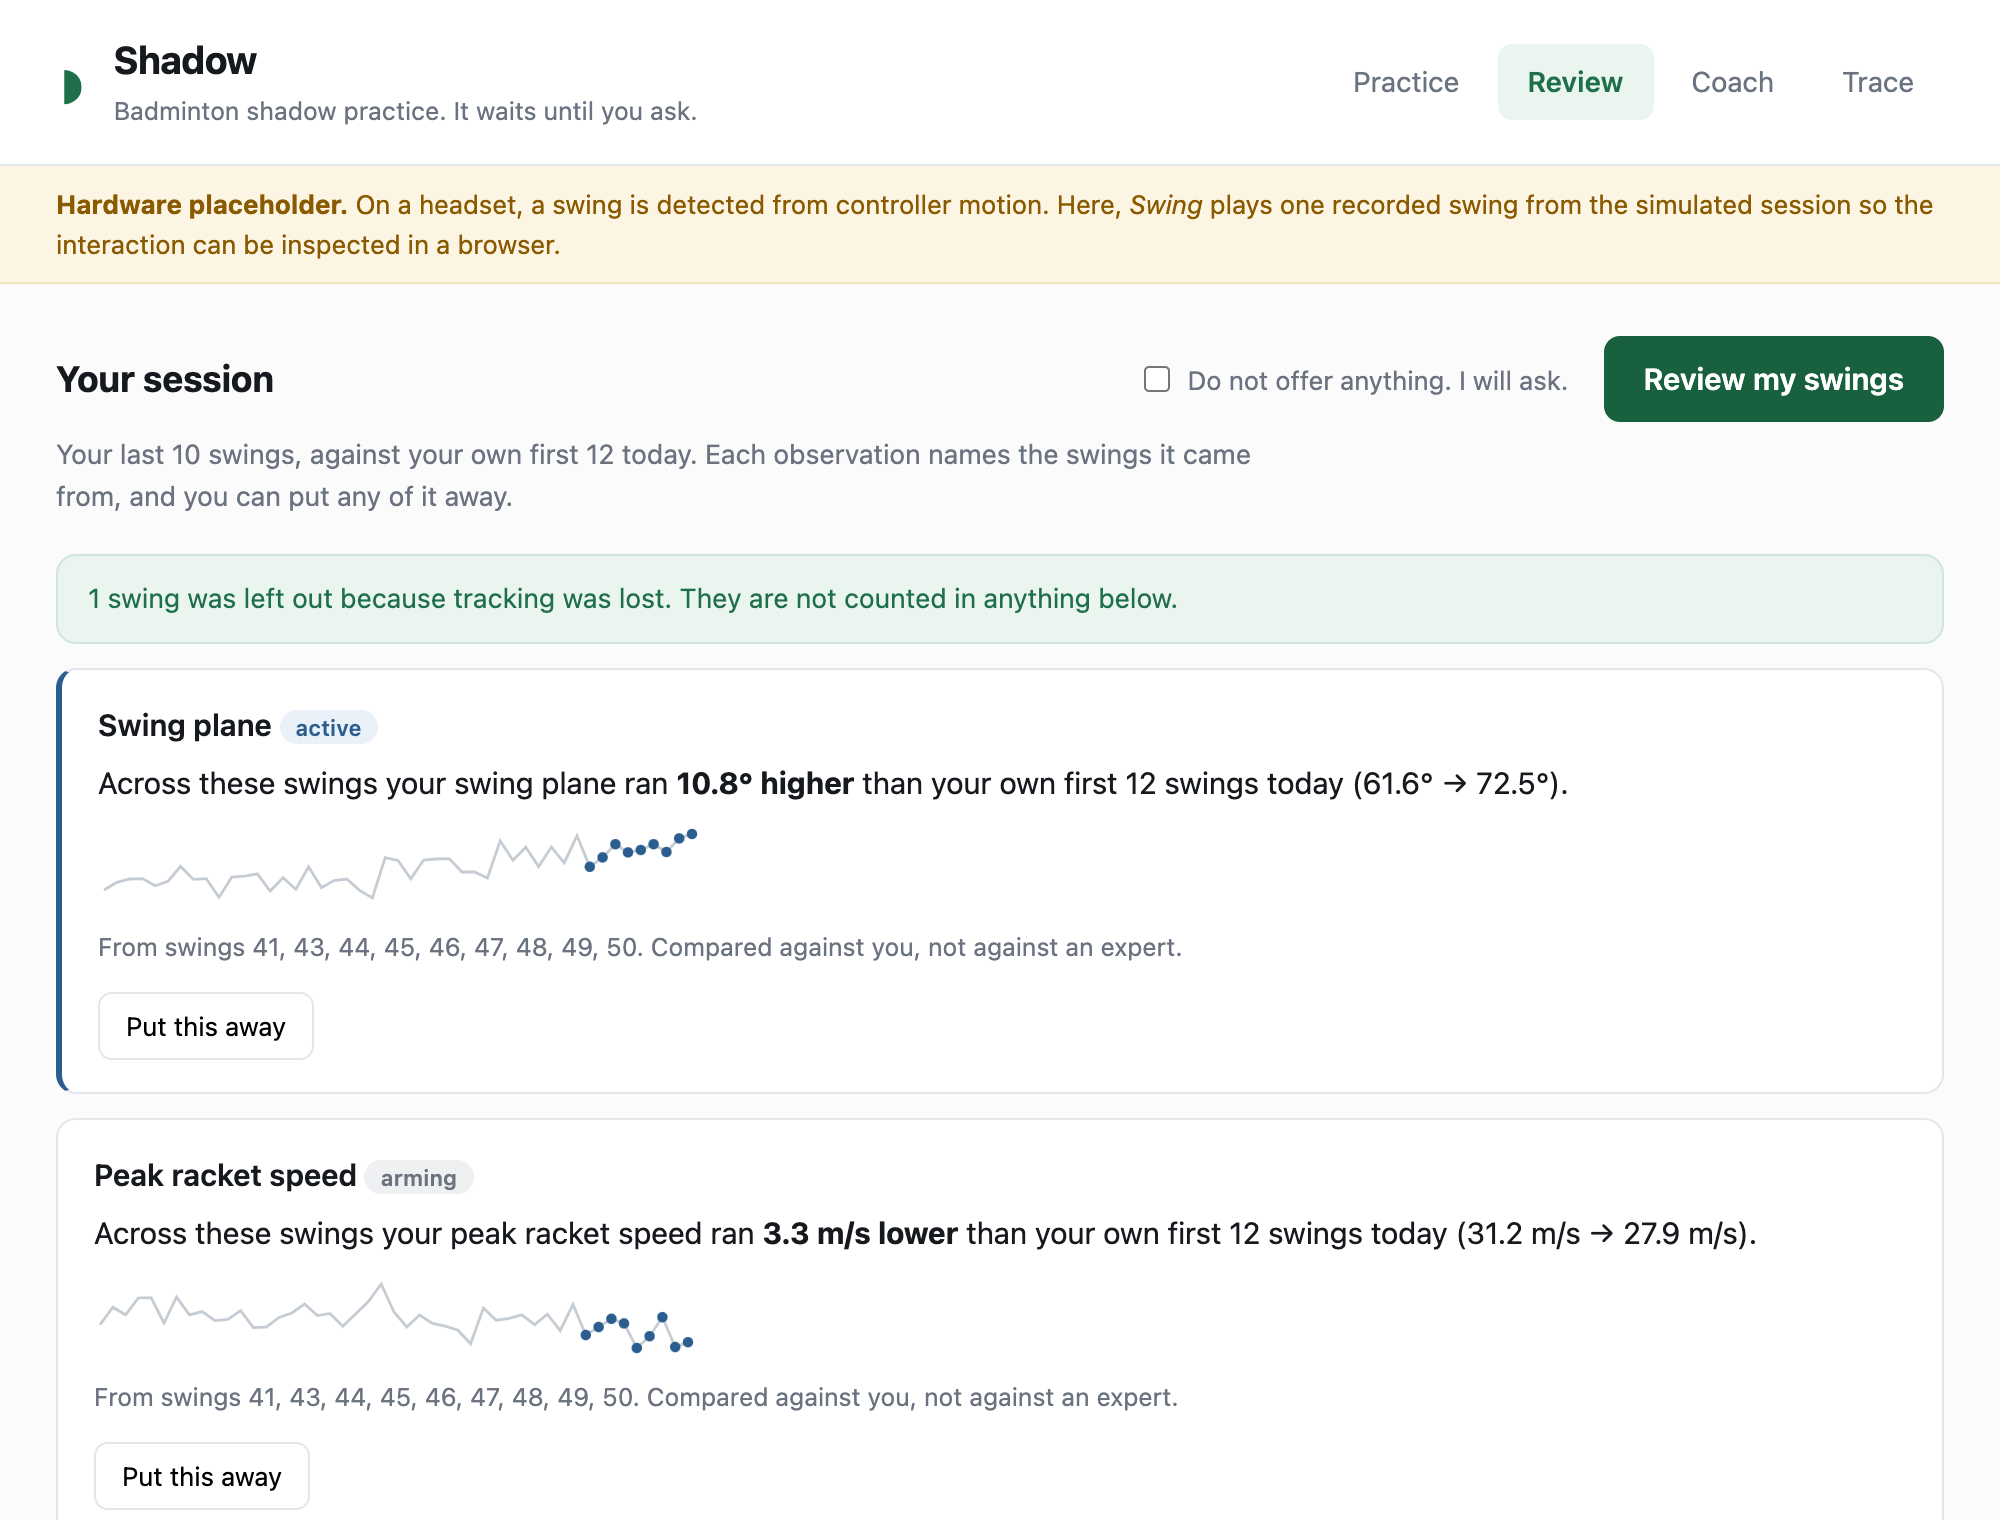 Shadow
Badminton shadow practice. It waits until you ask.
Practice
Review
Coach
Trace
Hardware placeholder. On a headset, a swing is detected from controller motion. Here, Swing plays one recorded swing from the simulated session so the
interaction can be inspected in a browser.
Your session
Do not offer anything. I will ask.
Review my swings
Your last 10 swings, against your own first 12 today. Each observation names the swings it came
from, and you can put any of it away.
1 swing was left out because tracking was lost. They are not counted in anything below.
Swing plane active
Across these swings your swing plane ran 10.8° higher than your own first 12 swings today (61.6° → 72.5°).
From swings 41, 43, 44, 45, 46, 47, 48, 49, 50. Compared against you, not against an expert.
Put this away
Peak racket speed arming
Across these swings your peak racket speed ran 3.3 m/s lower than your own first 12 swings today (31.2 m/s → 27.9 m/s).
From swings 41, 43, 44, 45, 46, 47, 48, 49, 50. Compared against you, not against an expert.
Put this away